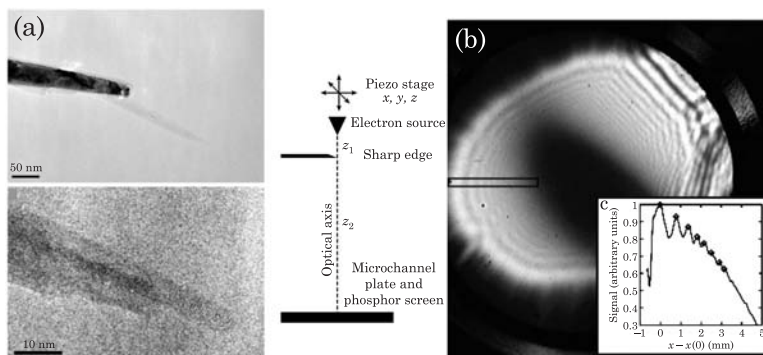 (a)
50 nm
10 nm
Piezo stage
x, y, z
Electron source
z1
Sharp edge
z2
Optical axis
Microchannel
plate and
phosphor screen
(b)
c
Signal (arbitrary units)
1
0.9
0.8
0.7
0.6
0.5
0.4
0.3
−1 0 1 2 3 4 5
x − x(0) (mm)